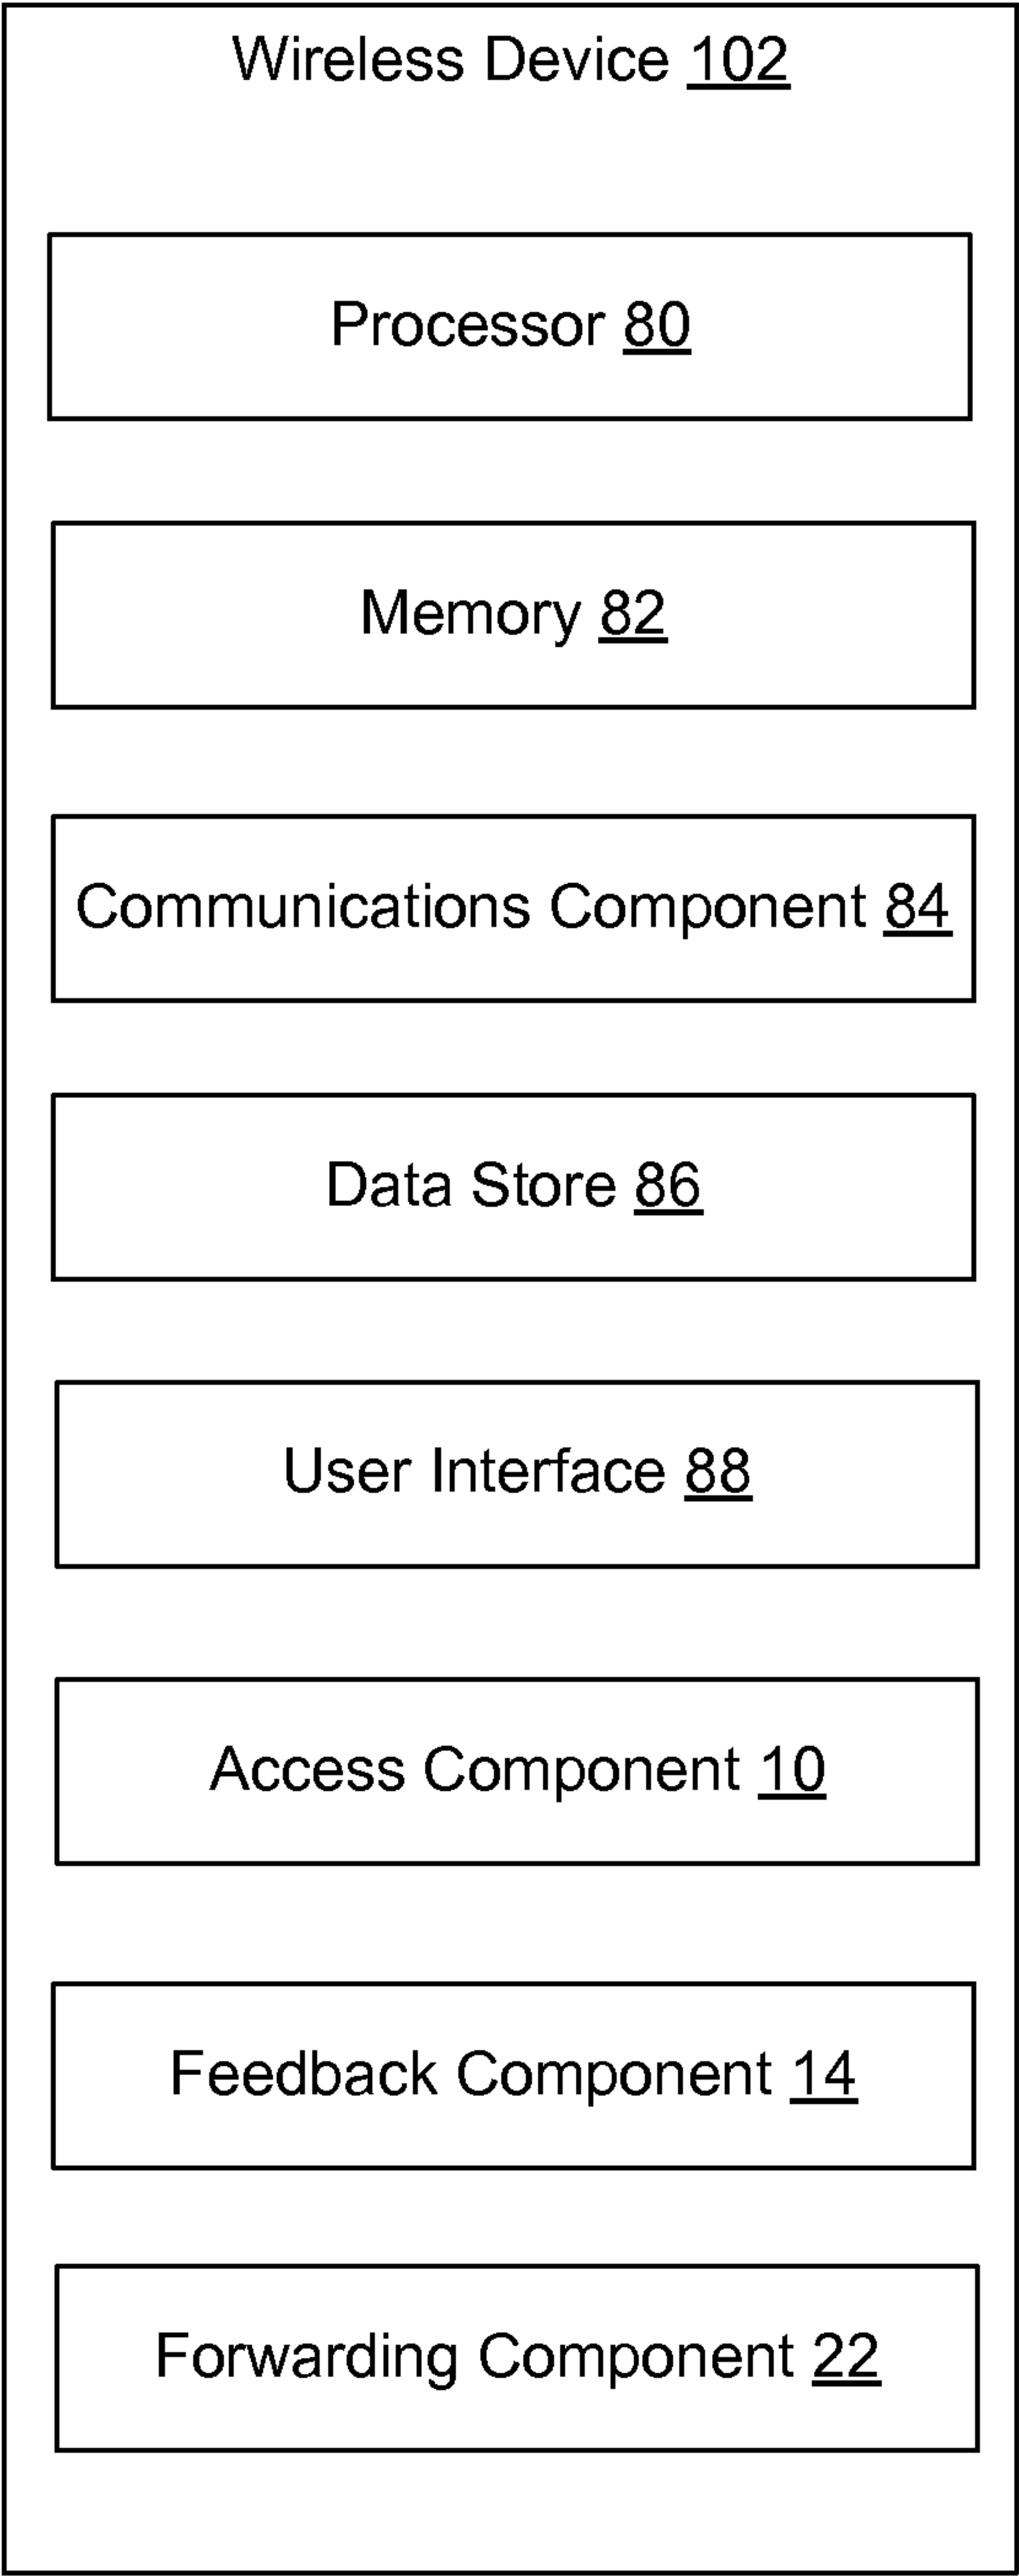 Wireless Device 102
Processor 80
Memory 82
Communications Component 84
Data Store 86
User Interface 88
Access Component 10
Feedback Component 14
Forwarding Component 22